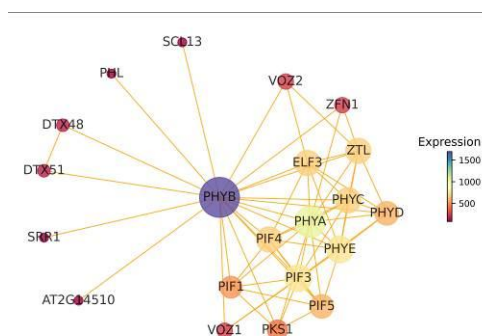 SCL13
PHL
VOZ2
ZFN1
DTX48
ELF3
ZTL
Expression
1500
1000
500
DTX51
PHYB
PHYC
PHYA
PHYD
SRR1
PIF4
PHYE
PIF3
PIF1
AT2G14510
PIF5
VOZ1
PKS1